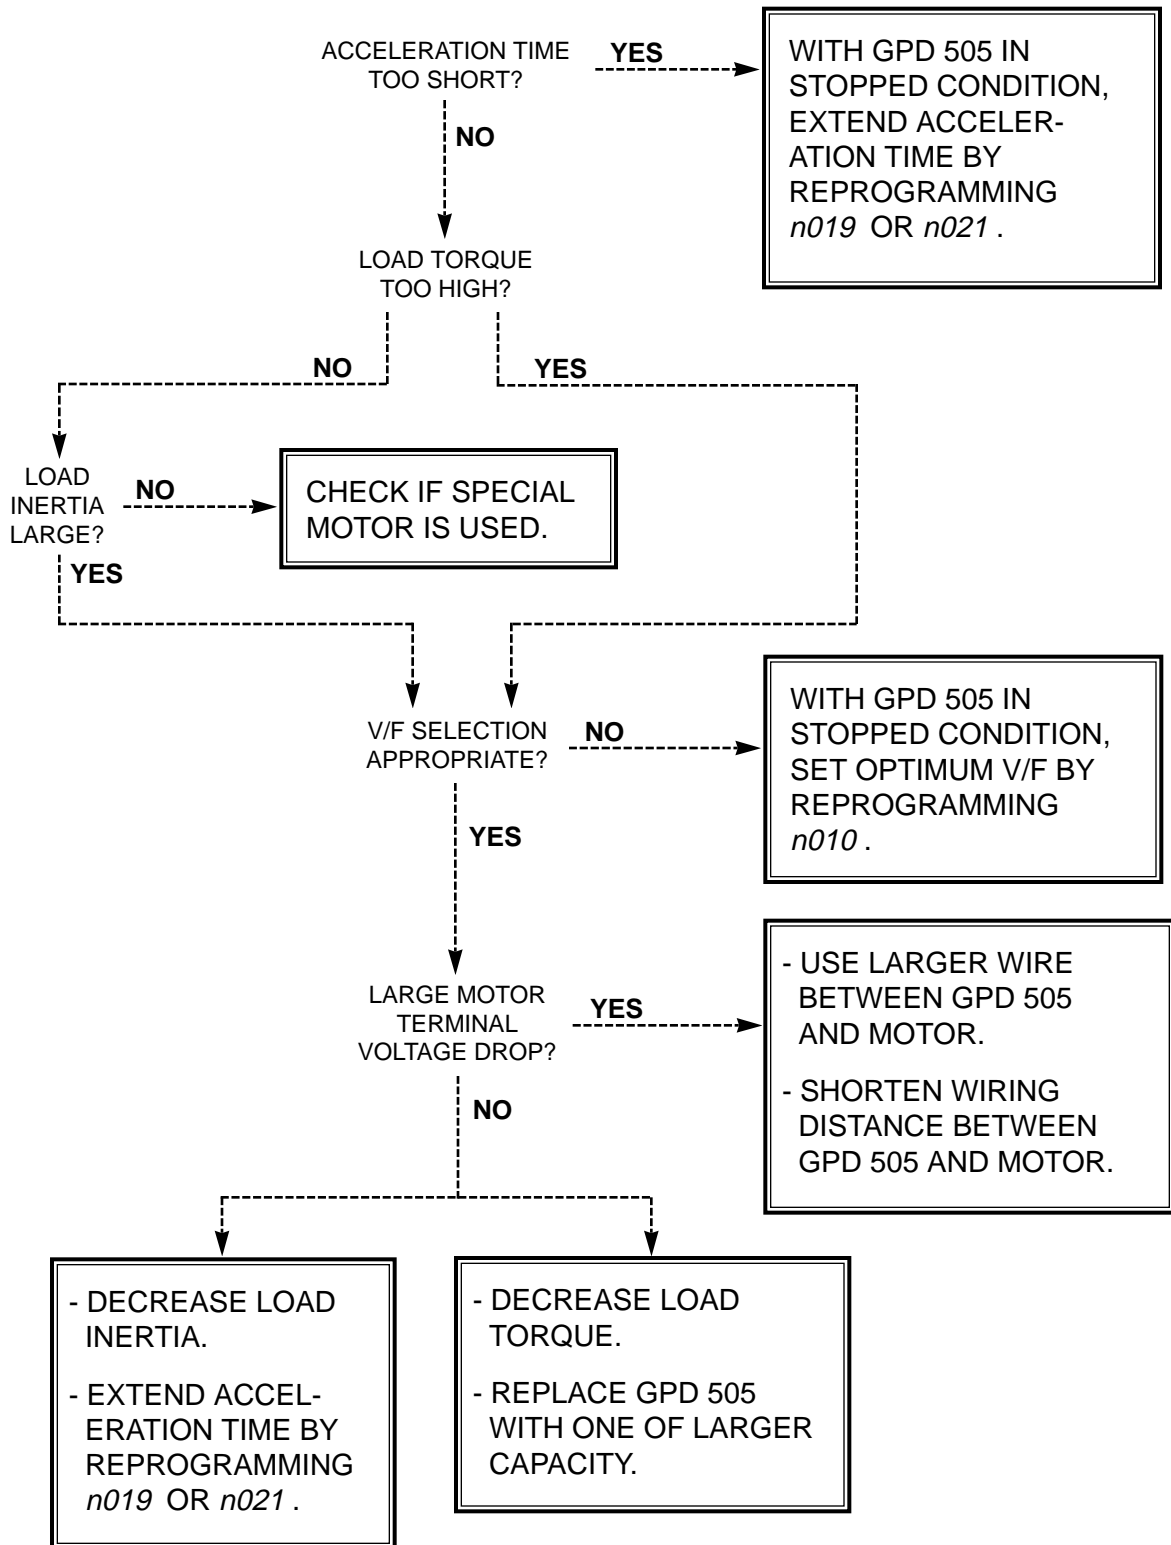 ACCELERATION TIME
TOO SHORT?
YES
WITH GPD 505 IN
STOPPED CONDITION,
EXTEND ACCELER-
ATION TIME BY
REPROGRAMMING
n019 OR n021 .
NO
LOAD TORQUE
TOO HIGH?
NO
YES
LOAD
INERTIA
LARGE?
NO
CHECK IF SPECIAL
MOTOR IS USED.
YES
V/F SELECTION
APPROPRIATE?
NO
WITH GPD 505 IN
STOPPED CONDITION,
SET OPTIMUM V/F BY
REPROGRAMMING
n010 .
YES
LARGE MOTOR
TERMINAL
VOLTAGE DROP?
YES
- USE LARGER WIRE
BETWEEN GPD 505
AND MOTOR.
- SHORTEN WIRING
DISTANCE BETWEEN
GPD 505 AND MOTOR.
NO
- DECREASE LOAD
INERTIA.
- EXTEND ACCEL-
ERATION TIME BY
REPROGRAMMING
n019 OR n021 .
- DECREASE LOAD
TORQUE.
- REPLACE GPD 505
WITH ONE OF LARGER
CAPACITY.